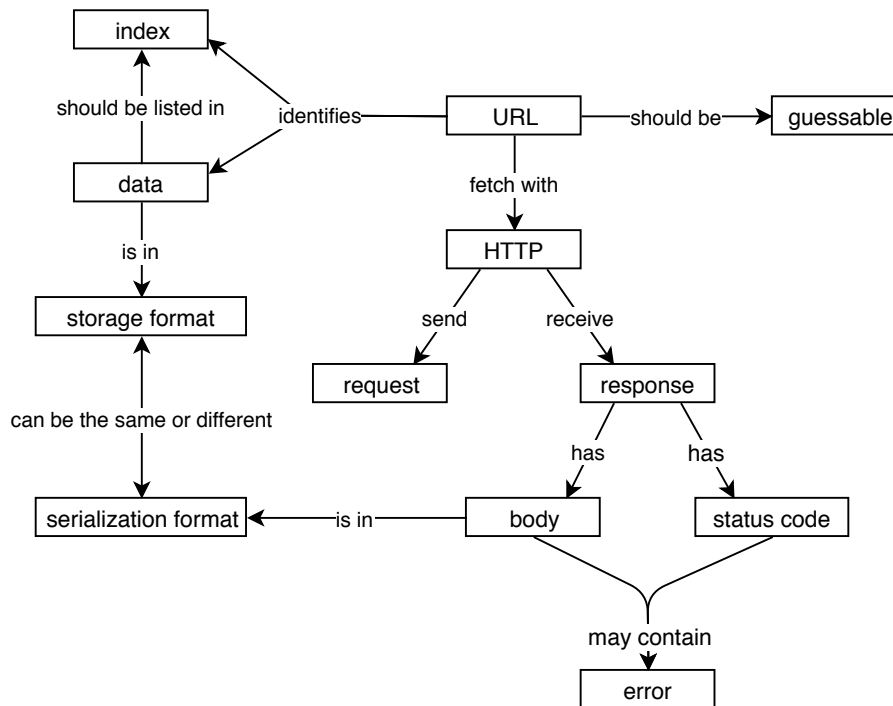 index
should be listed in
identifies
URL
should be
guessable
data
fetch with
is in
HTTP
storage format
send
receive
request
response
can be the same or different
has
has
serialization format
is in
body
status code
may contain
error